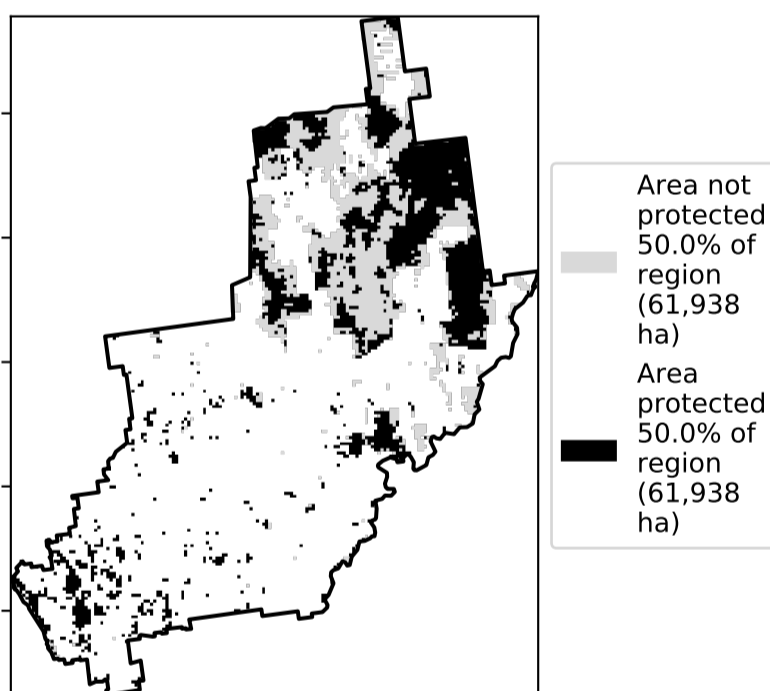 Area not
protected
50.0% of
region
(61,938
ha)
Area
protected
50.0% of
region
(61,938
ha)